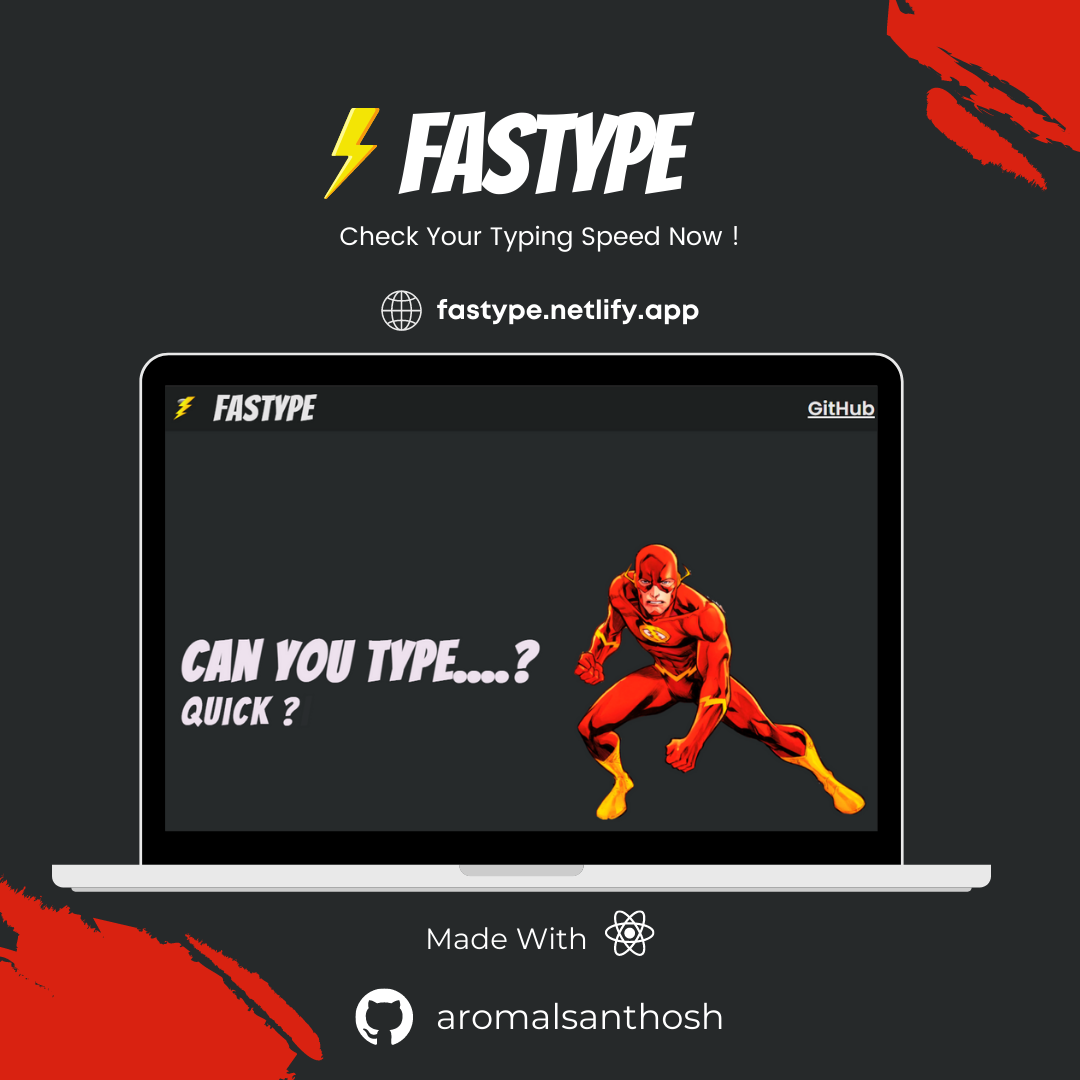 FASTYPE
Check Your Typing Speed Now !
fastype.netlify.app
FASTYPE
GitHub
CAN YOU TYPE....?
QUICK ?
Made With
aromalsanthosh